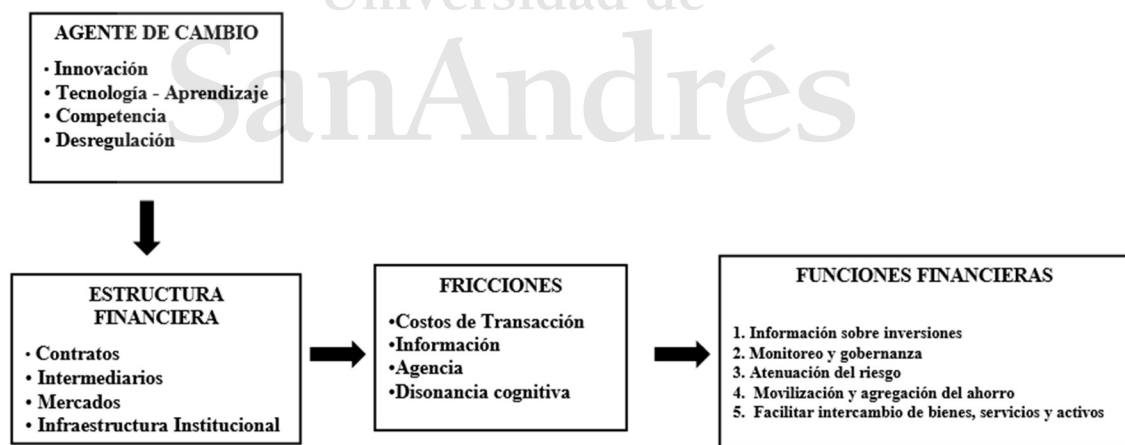 Universidad de
SanAndrés
AGENTE DE CAMBIO
• Innovación
• Tecnología - Aprendizaje
• Competencia
• Desregulación
ESTRUCTURA
FINANCIERA
• Contratos
• Intermediarios
• Mercados
• Infraestructura Institucional
FRICCIONES
•Costos de Transacción
•Información
•Agencia
•Disonancia cognitiva
FUNCIONES FINANCIERAS
1. Información sobre inversiones
2. Monitoreo y gobernanza
3. Atenuación del riesgo
4. Movilización y agregación del ahorro
5. Facilitar intercambio de bienes, servicios y activos